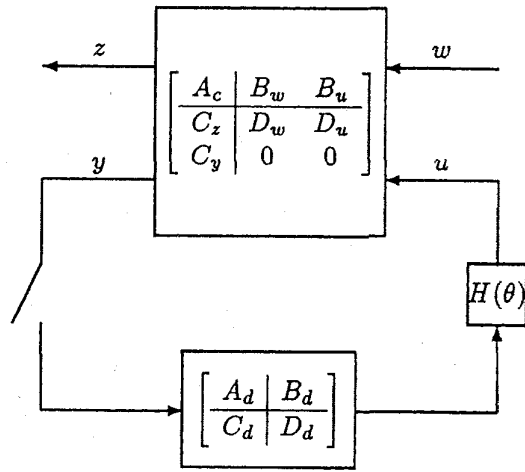 z w
A_c B_w B_u
C_z D_w D_u
C_y 0 0
y u
H(θ)
A_d B_d
C_d D_d